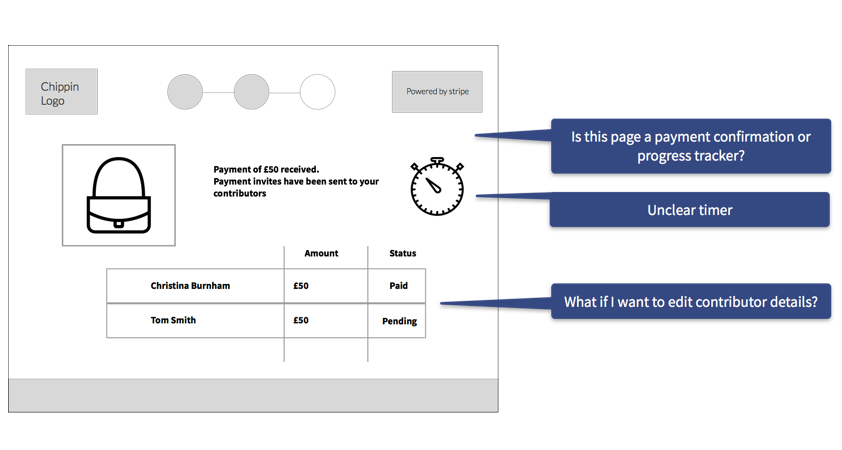 Chippin
Logo
Powered by stripe
Is this page a payment confirmation or
progress tracker?
Payment of £50 received.
Payment invites have been sent to your
contributors
Unclear timer
Amount Status
Christina Burnham £50 Paid
What if I want to edit contributor details?
Tom Smith £50 Pending